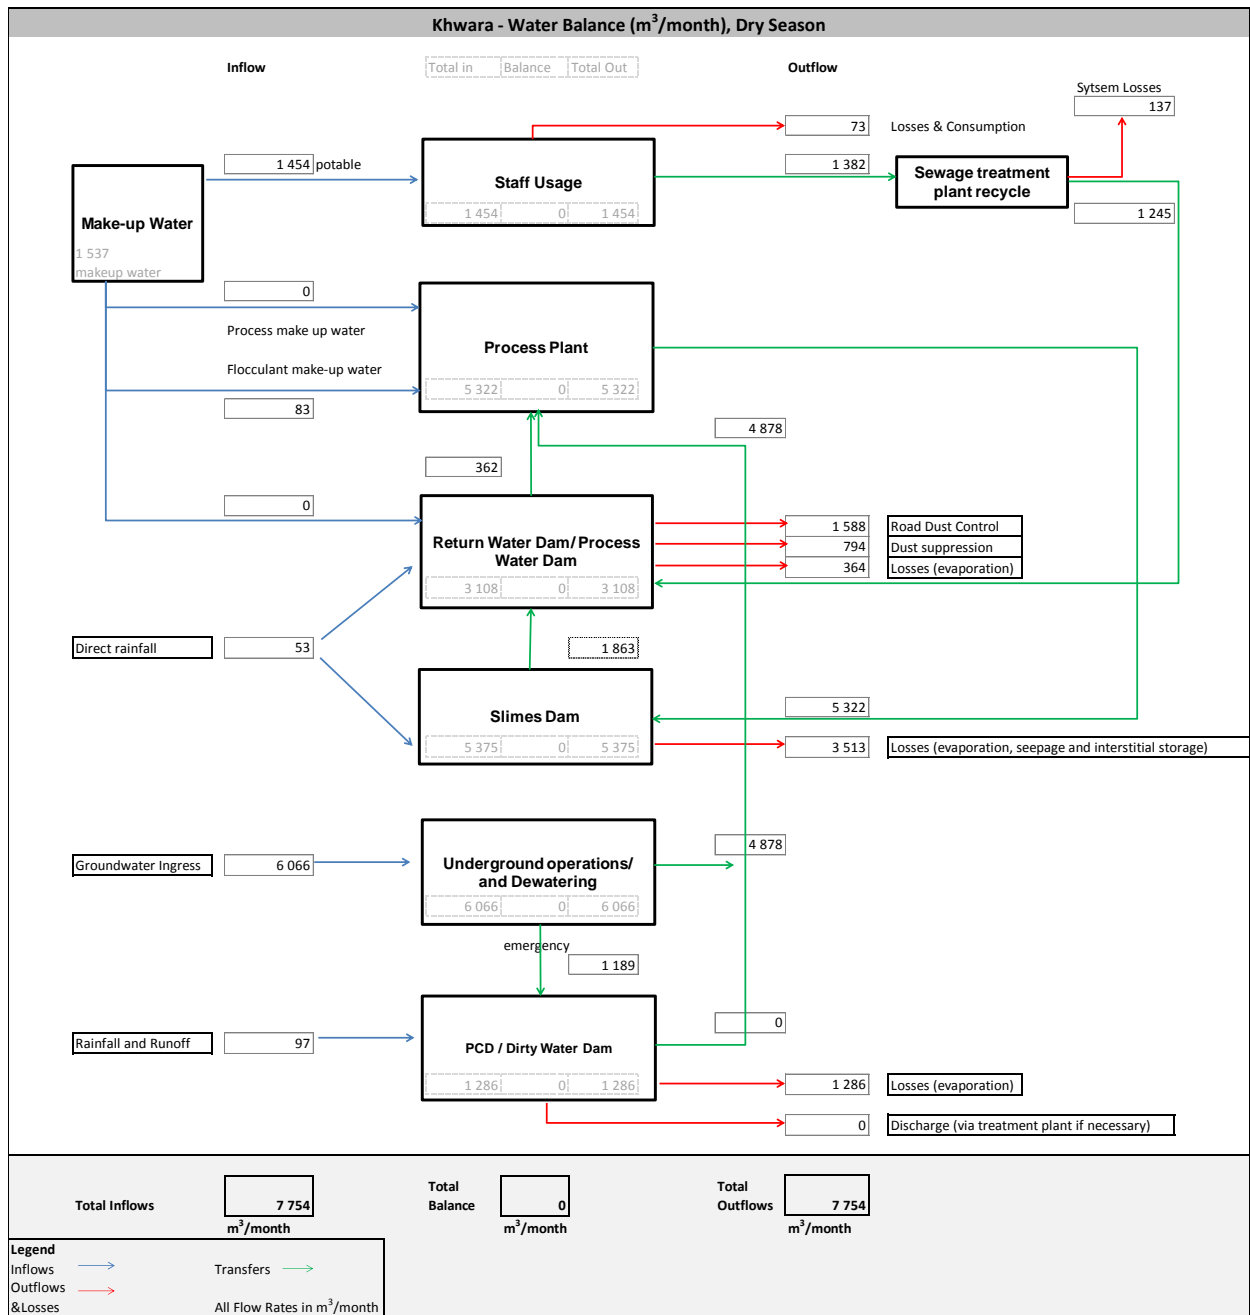 Khwara - Water Balance (m³/month), Dry Season
Inflow
Total in Balance Total Out
Outflow
Sytsem Losses
137
73 Losses & Consumption
1 454 potable
1 382
Staff Usage
1 454 0 1 454
Sewage treatment
plant recycle
1 245
Make-up Water
1 537
makeup water
0
Process make up water
Flocculant make-up water
83
Process Plant
5 322 0 5 322
4 878
362
0
Return Water Dam/ Process
Water Dam
3 108 0 3 108
1 588 Road Dust Control
794 Dust suppression
364 Losses (evaporation)
Direct rainfall 53
1 863
Slimes Dam
5 375 0 5 375
5 322
3 513 Losses (evaporation, seepage and interstitial storage)
Groundwater Ingress 6 066
Underground operations/
and Dewatering
6 066 0 6 066
4 878
emergency
1 189
Rainfall and Runoff 97
PCD / Dirty Water Dam
1 286 0 1 286
0
1 286 Losses (evaporation)
0 Discharge (via treatment plant if necessary)
Total Inflows 7 754
m³/month
Total
Balance 0
m³/month
Total
Outflows 7 754
m³/month
Legend
Inflows
Transfers
Outflows
&Losses
All Flow Rates in m³/month